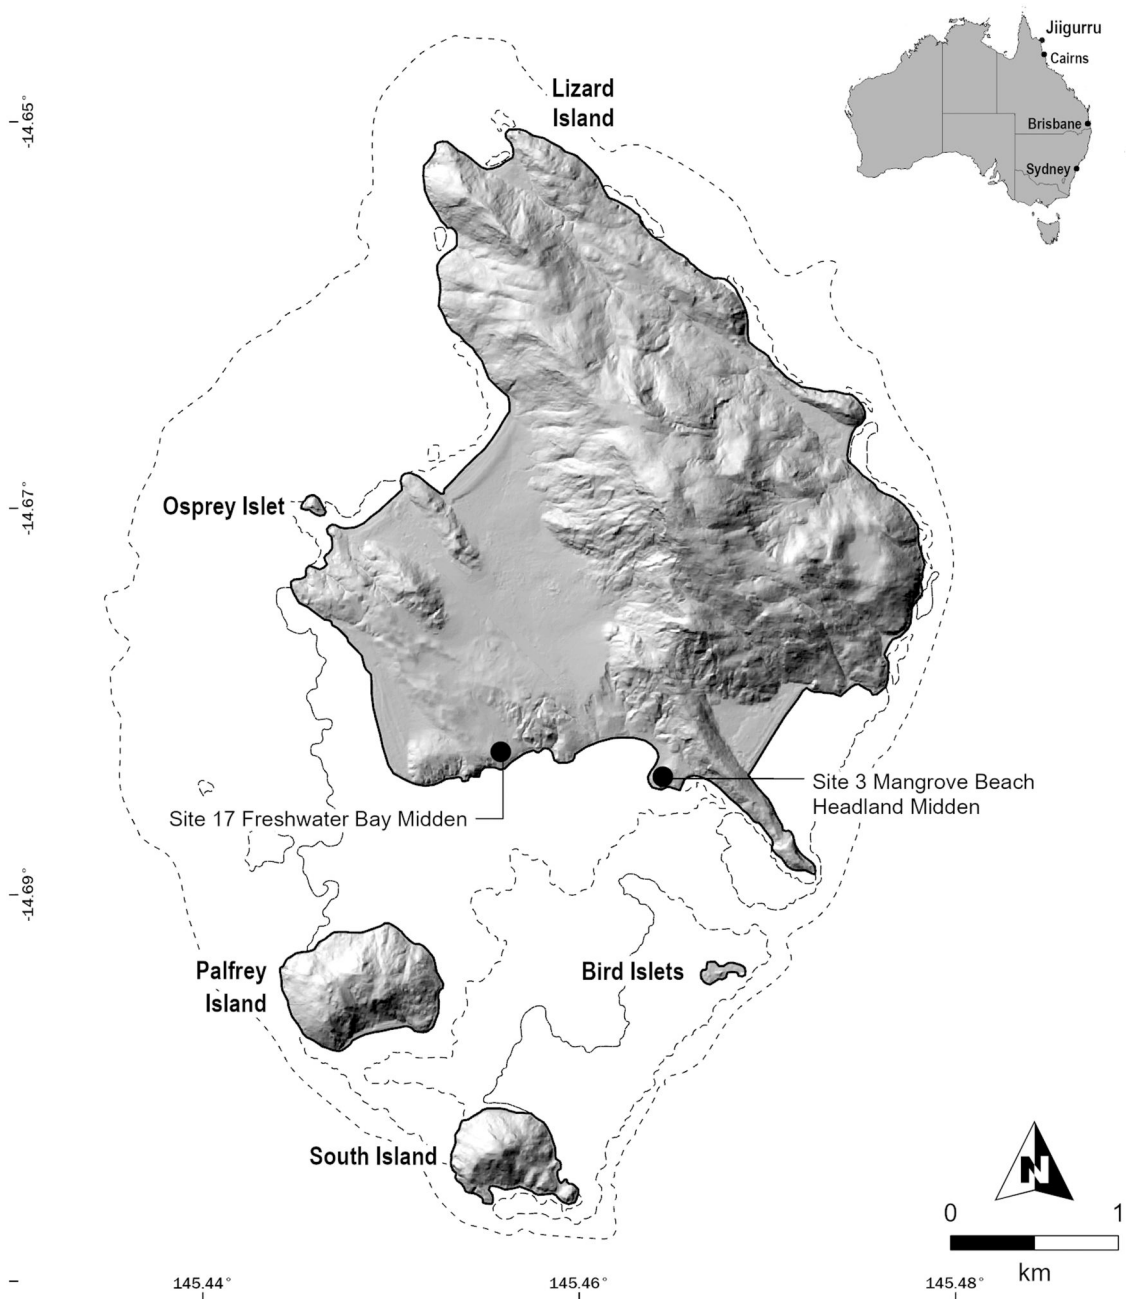 Lizard
Island
Jiigurru
Cairns
Brisbane
Sydney
-14.65°
Osprey Islet
-14.67°
Site 3 Mangrove Beach
Headland Midden
Site 17 Freshwater Bay Midden
-14.69°
Palfrey
Island
Bird Islets
South Island
N
0 1
km
145.44° 145.46° 145.48°